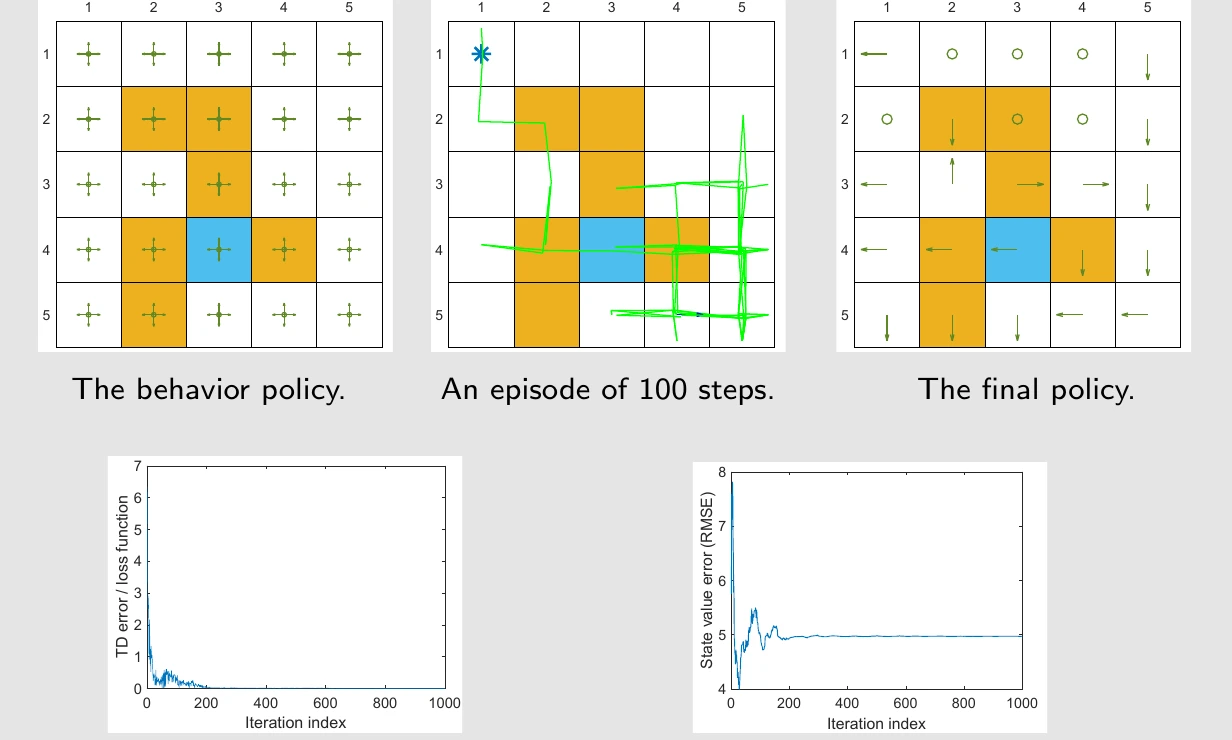 1 2 3 4 5
1
2
3
4
5
The behavior policy.
1 2 3 4 5
1
2
3
4
5
An episode of 100 steps.
1 2 3 4 5
1
2
3
4
5
The final policy.
TD error / loss function
7
6
5
4
3
2
1
0
0 200 400 600 800 1000
Iteration index
State value error (RMSE)
8
7
6
5
4
0 200 400 600 800 1000
Iteration index